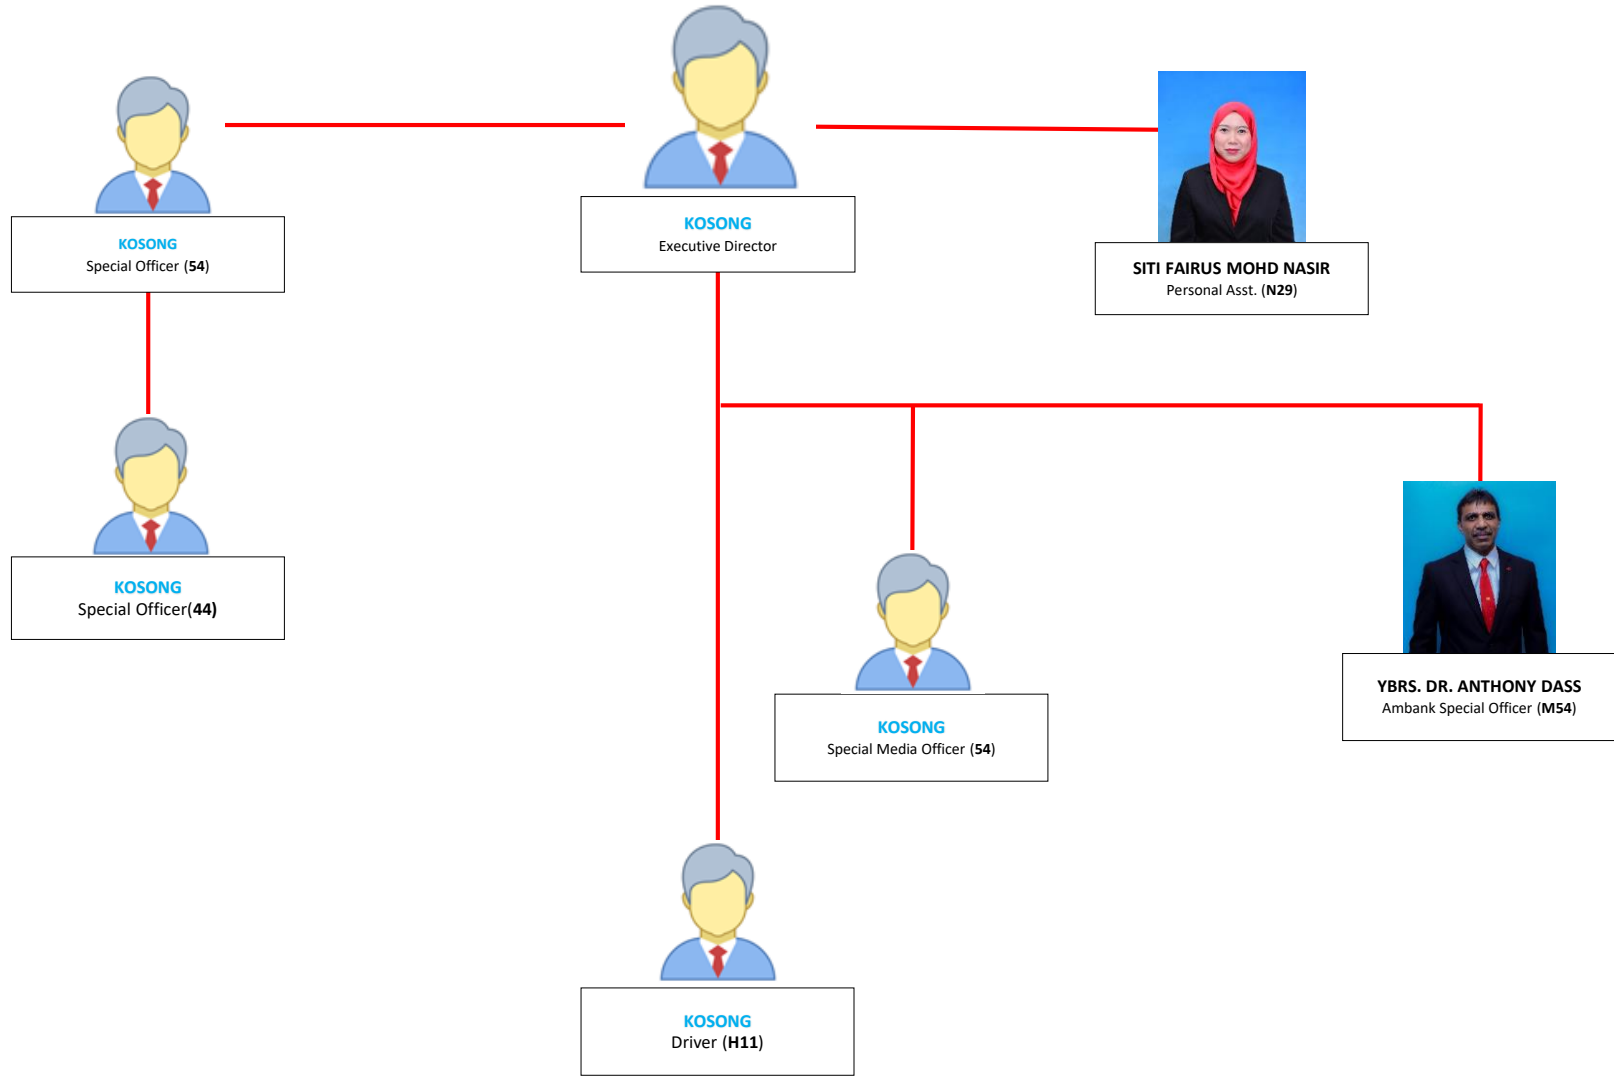 KOSONG
Executive Director
KOSONG
Special Officer (54)
SITI FAIRUS MOHD NASIR
Personal Asst. (N29)
KOSONG
Special Officer(44)
YBRS. DR. ANTHONY DASS
Ambank Special Officer (M54)
KOSONG
Special Media Officer (54)
KOSONG
Driver (H11)